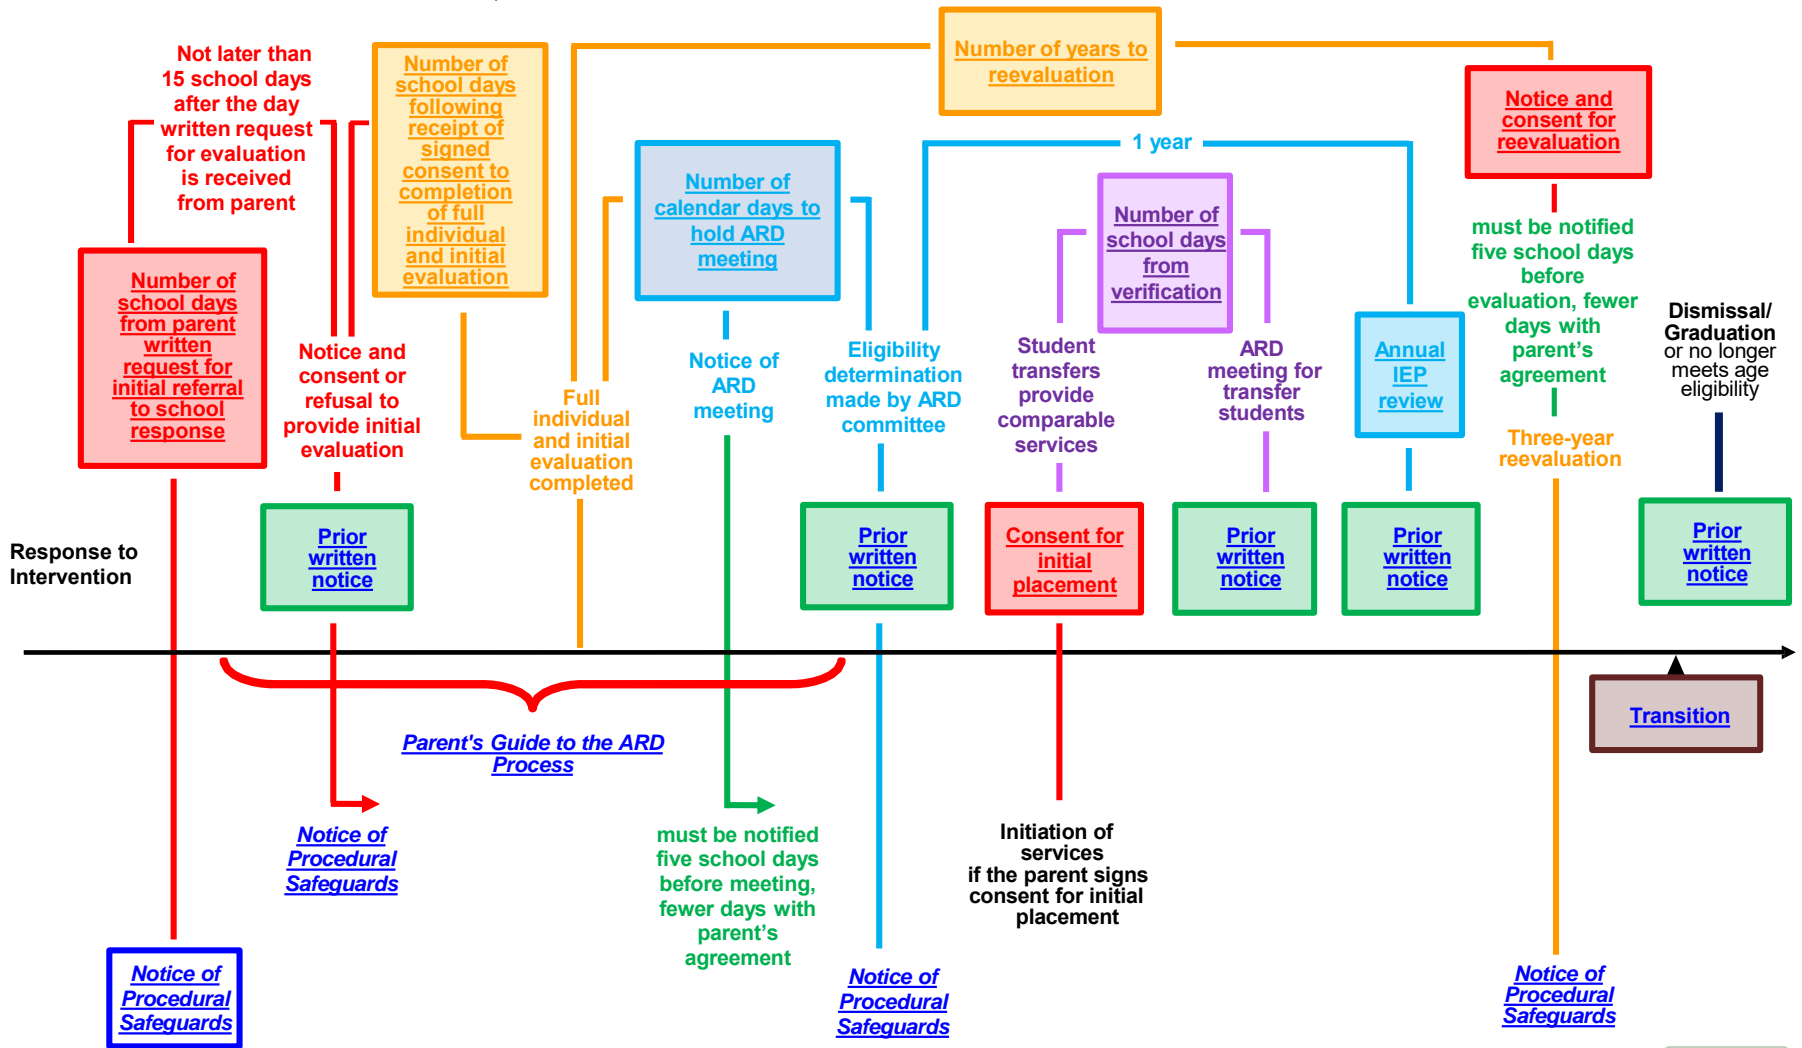 Not later than
15 school days
after the day
written request
for evaluation
is received
from parent
Number of
school days
following
receipt of
signed
consent to
completion
of full
individual
and initial
evaluation
Number of years to
reevaluation
Notice and
consent for
reevaluation
1 year
Number of
calendar days to
hold ARD
meeting
Number of
school days
from
verification
must be notified
five school days
before
evaluation, fewer
days with
parent's
agreement
Number of
school days
from parent
written
request for
initial referral
to school
response
Notice and
consent or
refusal to
provide initial
evaluation
Full
individual
and initial
evaluation
completed
Notice of
ARD
meeting
Eligibility
determination
made by ARD
committee
Student
transfers
provide
comparable
services
ARD
meeting for
transfer
students
Annual
IEP
review
Three-year
reevaluation
Dismissal/
Graduation
or no longer
meets age
eligibility
Response to
Intervention
Prior
written
notice
Prior
written
notice
Consent for
initial
placement
Prior
written
notice
Prior
written
notice
Prior
written
notice
Transition
Parent's Guide to the ARD
Process
Notice of
Procedural
Safeguards
must be notified
five school days
before meeting,
fewer days with
parent's
agreement
Initiation of
services
if the parent signs
consent for initial
placement
Notice of
Procedural
Safeguards
Notice of
Procedural
Safeguards
Notice of
Procedural
Safeguards